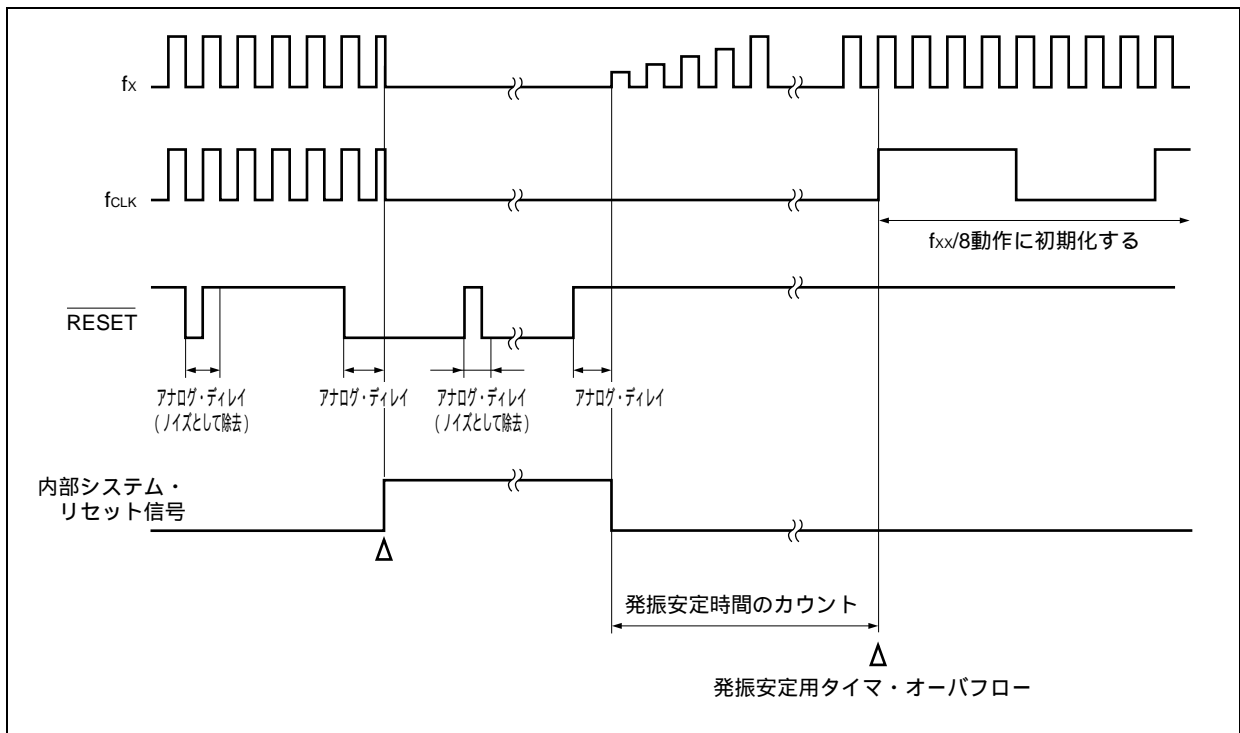 fX
fCLK
fXX/8動作に初期化する
RESET
アナログ・ディレイ
(ノイズとして除去)
アナログ・ディレイ
アナログ・ディレイ
(ノイズとして除去)
アナログ・ディレイ
内部システム・
リセット信号
発振安定時間のカウント
発振安定用タイマ・オーバフロー